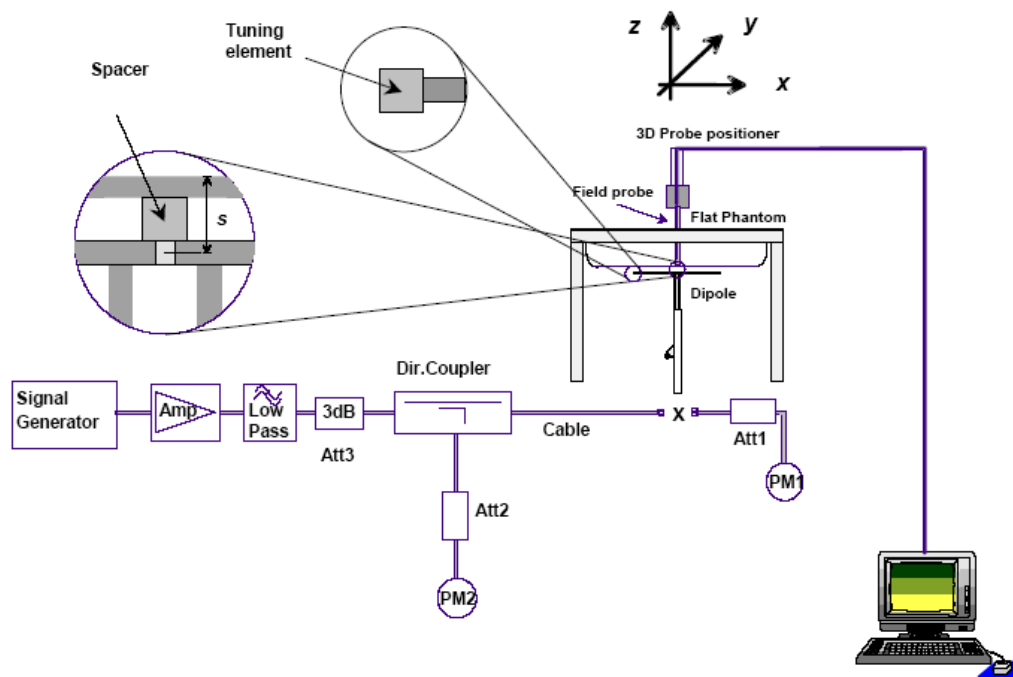 Tuning
element
Spacer
z
y
x
3D Probe positioner
Field probe
Flat Phantom
s
Dipole
Dir.Coupler
Signal
Generator
Amp
Low
Pass
3dB
Att3
Cable
x
Att1
PM1
Att2
PM2